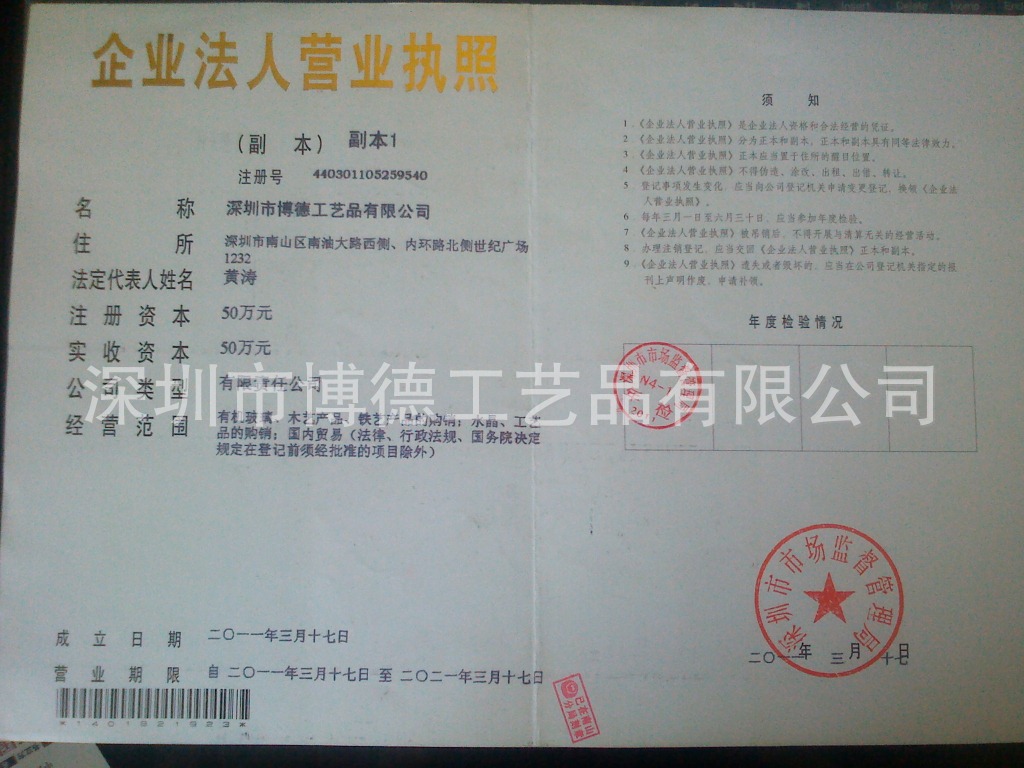 企业法人营业执照
(副 本) 副本1
注册号 440301105259540
名 称 深圳市博德工艺品有限公司
住 所 深圳市南山区南油大路西侧、内环路北侧世纪广场
1232
法定代表人姓名 黄涛
注册资本 50万元
实收资本 50万元
公司类型 有限责任公司
经营范围 有机玻璃、木艺产品、铁艺产品的购销；水晶、工艺
品的购销；国内贸易（法律、行政法规、国务院决定
规定在登记前须经批准的项目除外）
成立日期 二〇一一年三月十七日
营业期限 自 二〇一一年三月十七日 至 二〇二一年三月十七日
须 知
1.《企业法人营业执照》是企业法人资格和合法经营的凭证。
2.《企业法人营业执照》分为正本和副本，正本和副本具有同等法律效力。
3.《企业法人营业执照》正本应当置于住所的醒目位置。
4.《企业法人营业执照》不得伪造、涂改、出租、出借、转让。
5.登记事项发生变化，应当向公司登记机关申请变更登记，换领《企业法
人营业执照》。
6.每年三月一日至六月三十日，应当参加年度检验。
7.《企业法人营业执照》被吊销后，不得开展与清算无关的经营活动。
8.办理注销登记，应当交回《企业法人营业执照》正本和副本。
9.《企业法人营业执照》遗失或者毁坏的，应当在公司登记机关指定的报
刊上声明作废，申请补领。
年度检验情况
N4-1
检
深圳市市场监督管理局
二〇一一年 三月 十七日
深圳市博德工艺品有限公司
Insert Delete Home End